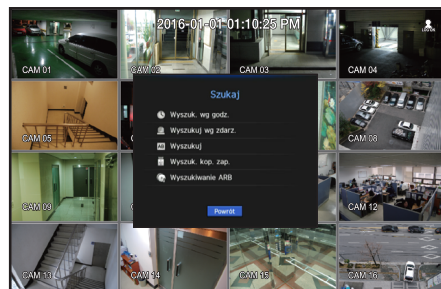 2016-01-01 01:10:25 PM
LOGOUT
CAM 01
CAM 02
CAM 03
CAM 04
Szukaj
Wyszuk. wg godz.
Wyszukuj wg zdarz.
Wyszukuj
Wyszuk. kop. zap.
Wyszukiwanie ARB
CAM 05
CAM 08
CAM 09
CAM 12
Powrót
CAM 13
CAM 14
CAM 15
CAM 16